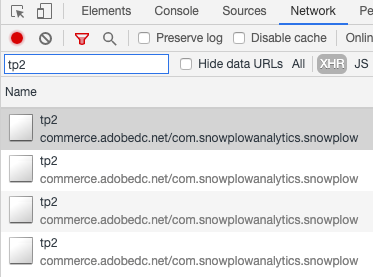 Elements Console Sources Network Pe
Preserve log Disable cache Onlin
tp2 Hide data URLs All XHR JS
Name
tp2
commerce.adobedc.net/com.snowplowanalytics.snowplow
tp2
commerce.adobedc.net/com.snowplowanalytics.snowplow
tp2
commerce.adobedc.net/com.snowplowanalytics.snowplow
tp2
commerce.adobedc.net/com.snowplowanalytics.snowplow